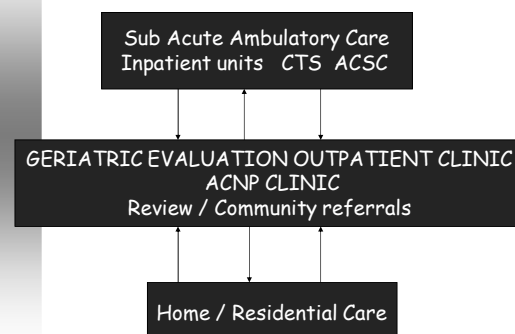 Sub Acute Ambulatory Care
Inpatient units CTS ACSC
GERIATRIC EVALUATION OUTPATIENT CLINIC
ACNP CLINIC
Review / Community referrals
Home / Residential Care